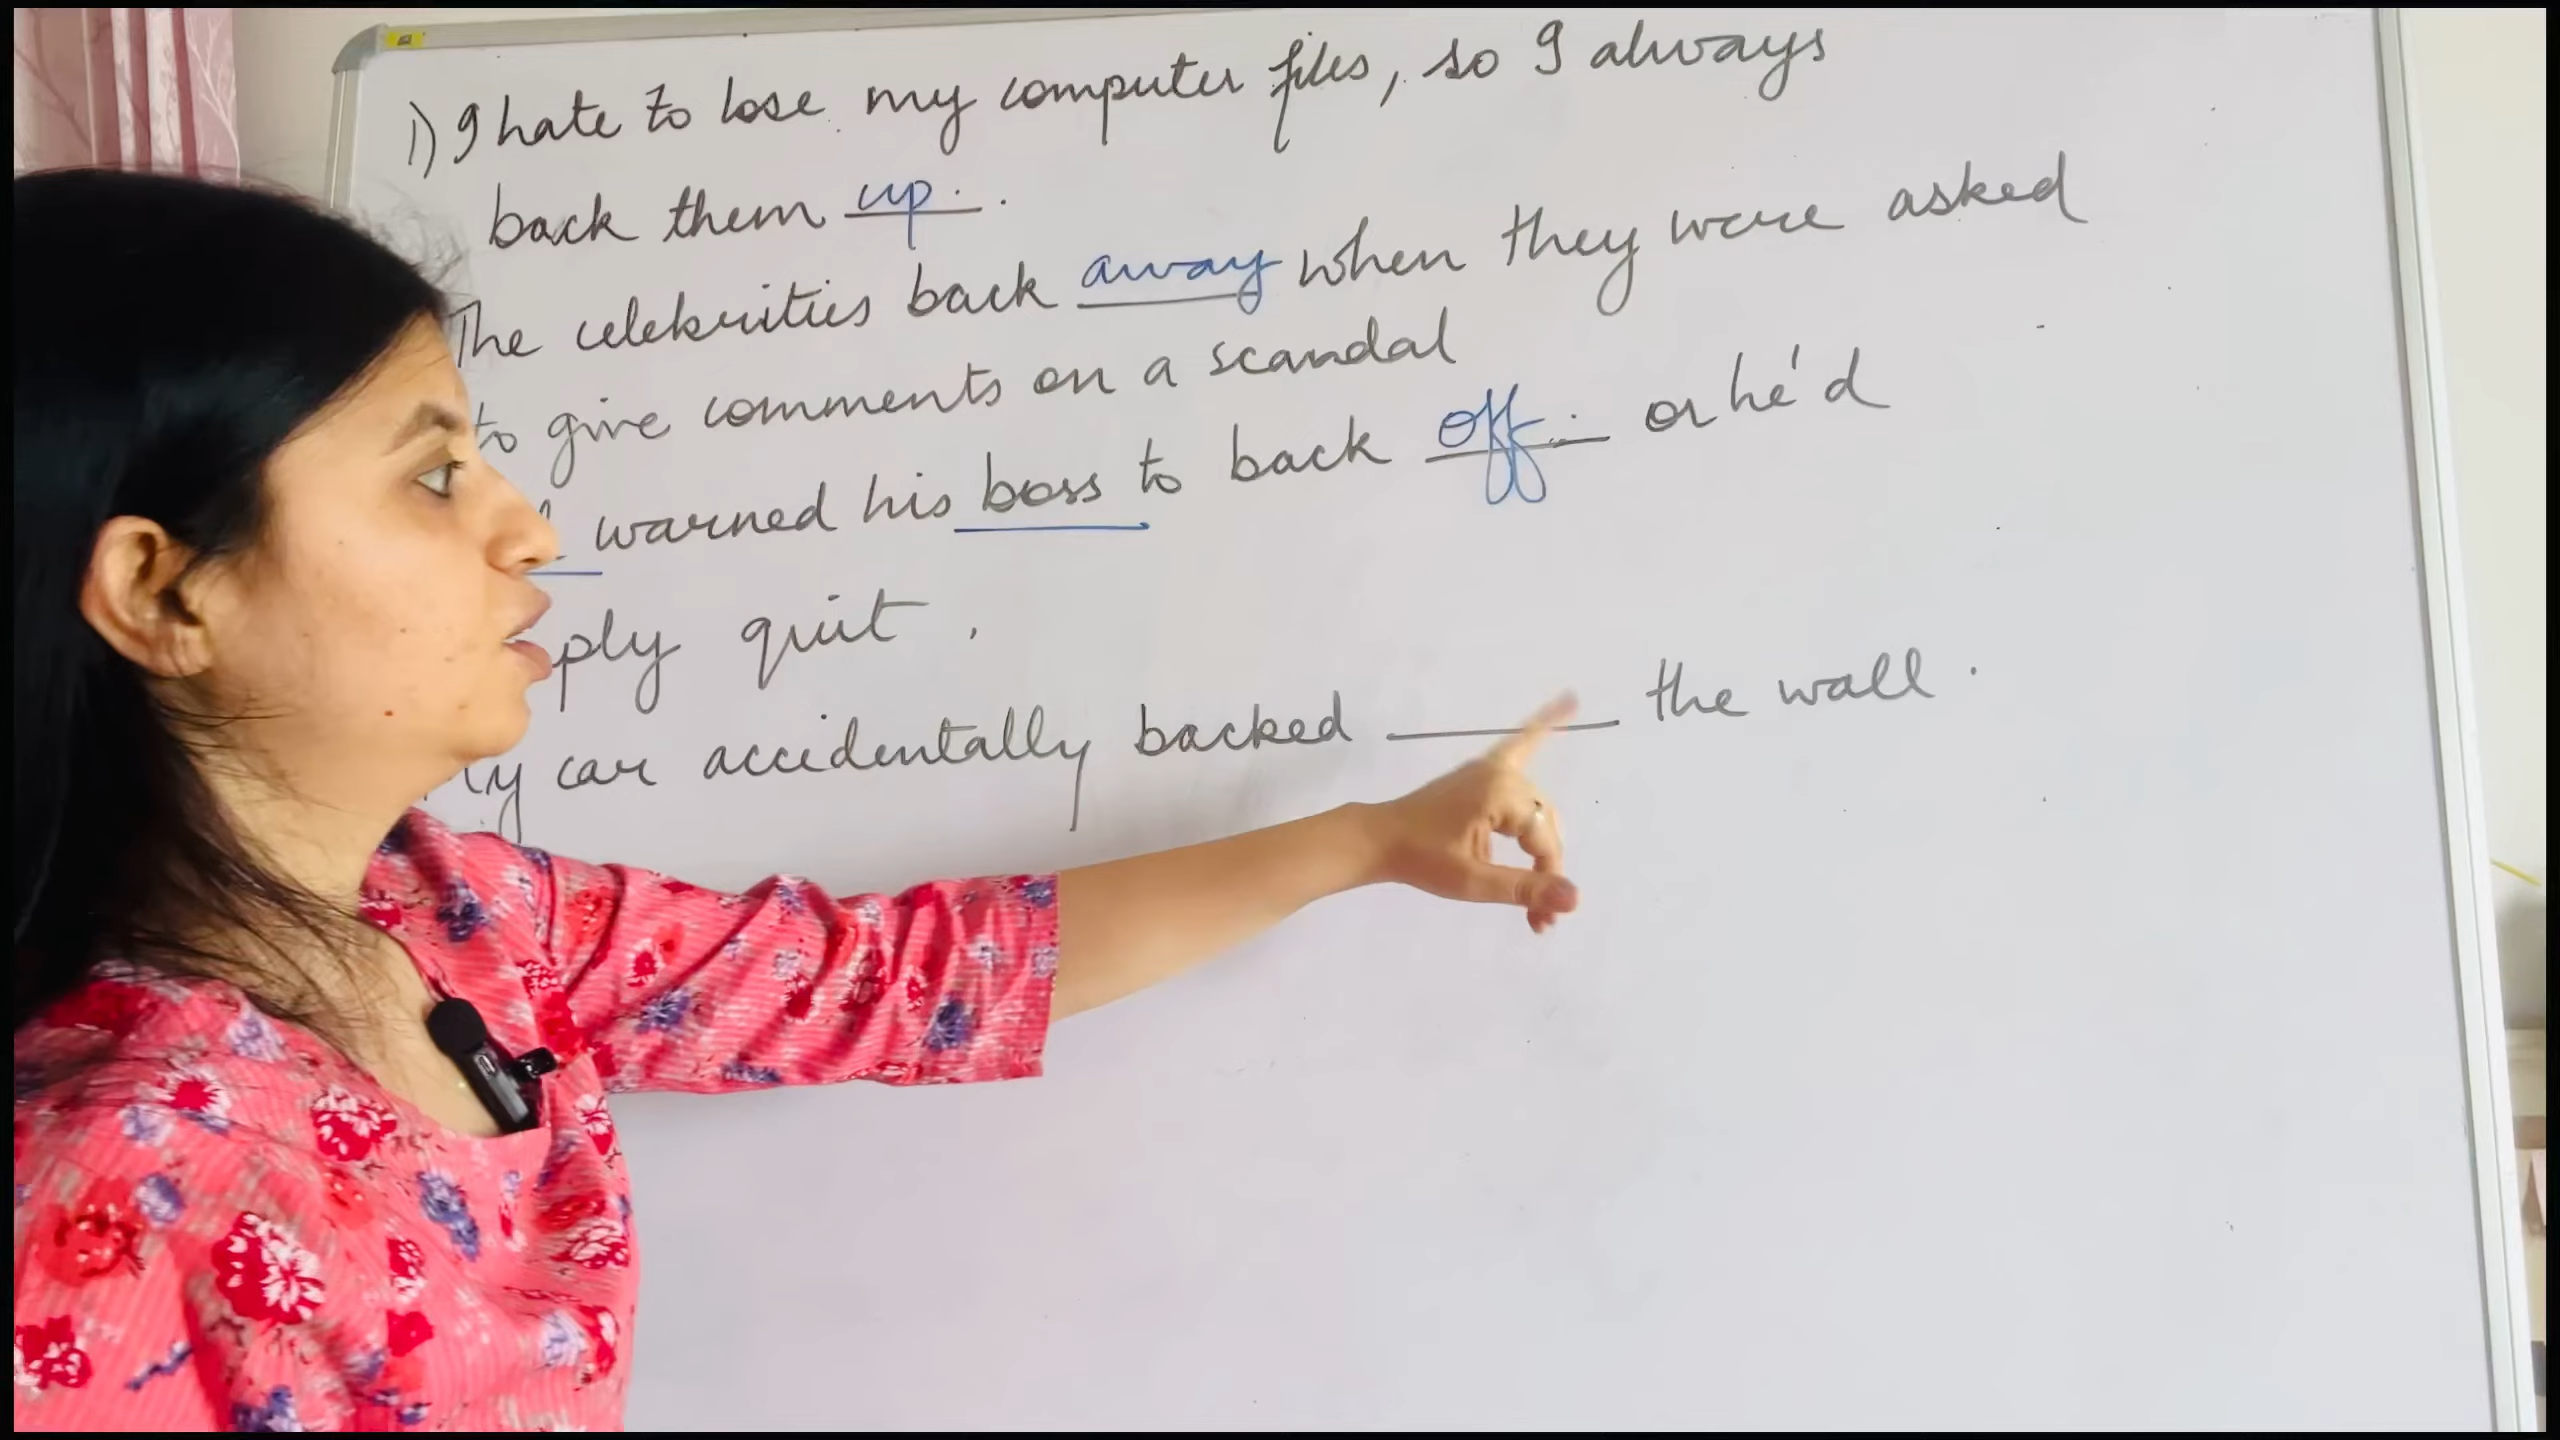 1) I hate to lose my computer files, so I always
back them up.
The celebrities back away when they were asked
to give comments on a scandal
warned his boss to back off. or he'd
ply quit.
car accidentally backed ____ the wall.